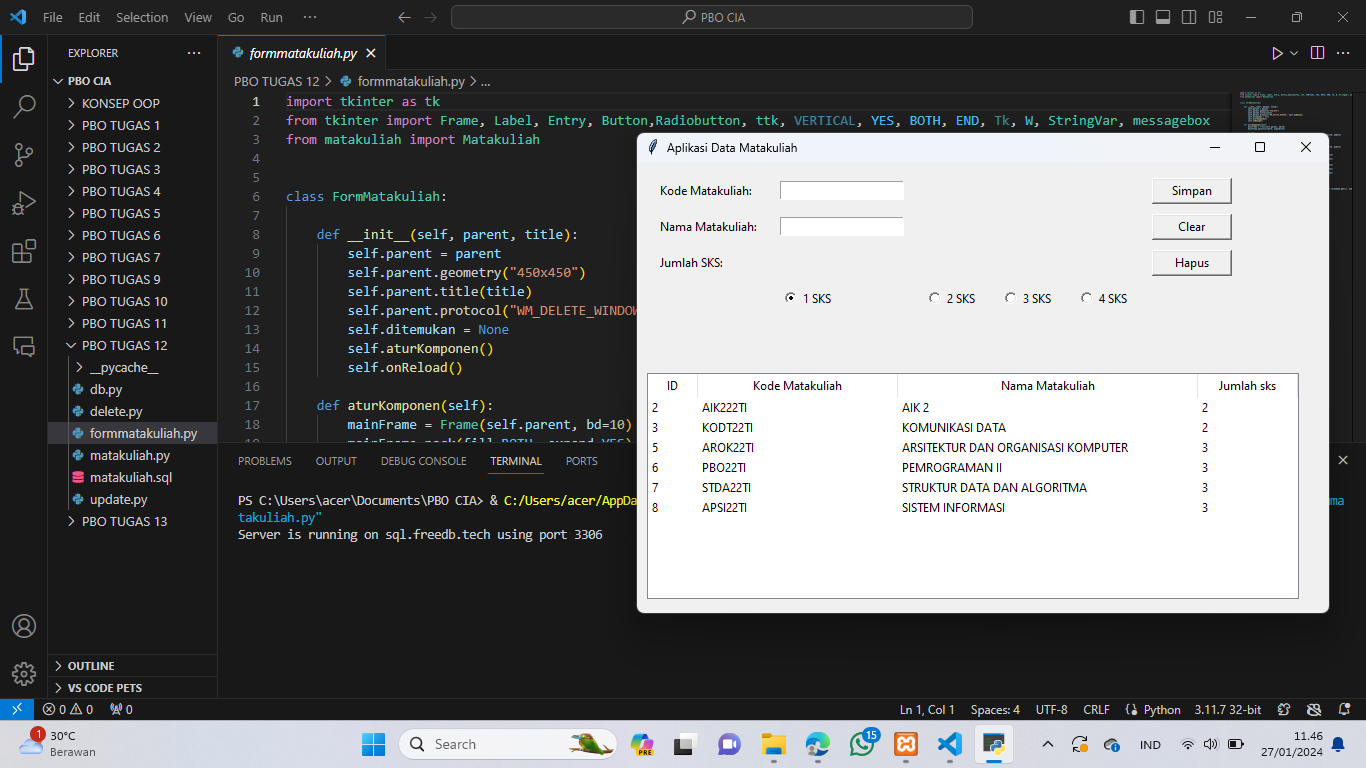 File Edit Selection View Go Run ··· PBO CIA
EXPLORER ···
PBO CIA
KONSEP OOP
PBO TUGAS 1
PBO TUGAS 2
PBO TUGAS 3
PBO TUGAS 4
PBO TUGAS 5
PBO TUGAS 6
PBO TUGAS 7
PBO TUGAS 9
PBO TUGAS 10
PBO TUGAS 11
PBO TUGAS 12
__pycache__
db.py
delete.py
formmatakuliah.py
matakuliah.py
matakuliah.sql
update.py
PBO TUGAS 13
OUTLINE
VS CODE PETS
formmatakuliah.py
PBO TUGAS 12 > formmatakuliah.py > ...
1 import tkinter as tk
2 from tkinter import Frame, Label, Entry, Button,Radiobutton, ttk, VERTICAL, YES, BOTH, END, Tk, W, StringVar, messagebox
3 from matakuliah import Matakuliah
4
5
6 class FormMatakuliah:
7
8 def __init__(self, parent, title):
9 self.parent = parent
10 self.parent.geometry("450x450")
11 self.parent.title(title)
12 self.parent.protocol("WM_DELETE_WINDOW
13 self.ditemukan = None
14 self.aturKomponen()
15 self.onReload()
16
17 def aturKomponen(self):
18 mainFrame = Frame(self.parent, bd=10)
19 mainFrame.pack(fill=BOTH, expand=YES)
PROBLEMS OUTPUT DEBUG CONSOLE TERMINAL PORTS
PS C:\Users\acer\Documents\PBO CIA> & C:/Users/acer/AppDa
ma
takuliah.py"
Server is running on sql.freedb.tech using port 3306
Aplikasi Data Matakuliah
Kode Matakuliah: Simpan
Nama Matakuliah: Clear
Jumlah SKS: Hapus
1 SKS 2 SKS 3 SKS 4 SKS
ID Kode Matakuliah Nama Matakuliah Jumlah sks
2 AIK222TI AIK 2 2
3 KODT22TI KOMUNIKASI DATA 2
5 AROK22TI ARSITEKTUR DAN ORGANISASI KOMPUTER 3
6 PBO22TI PEMROGRAMAN II 3
7 STDA22TI STRUKTUR DATA DAN ALGORITMA 3
8 APSI22TI SISTEM INFORMASI 3
0 0 0 Ln 1, Col 1 Spaces: 4 UTF-8 CRLF Python 3.11.7 32-bit
1 30°C
Berawan
Search
PRE
15
IND
11.46
27/01/2024